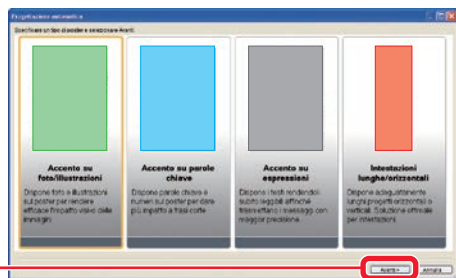 Progettazione automatica
Specificare un tipo di poster e selezionare Avanti.
Accento su
foto/illustrazioni
Dispone foto e illustrazioni
sul poster per rendere
efficace l'impatto visivo delle
immagini.
Accento su parole
chiave
Dispone parole chiave e
numeri sul poster per dare
più impatto a frasi corte.
Accento su
espressioni
Dispone i testi rendendoli
subito leggibili affinché
trasmettano i messaggi con
maggior precisione.
Intestazioni
lunghe/orizzontali
Dispone adeguatamente
lunghi progetti orizzontali o
verticali. Soluzione ottimale
per intestazioni.
Avanti>
Annulla